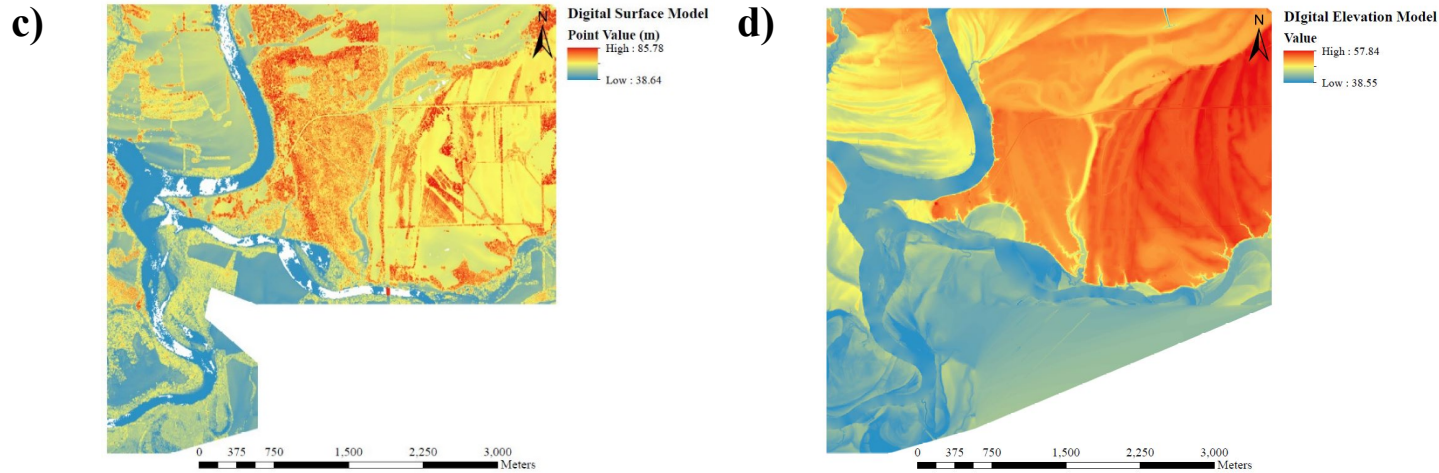 c)
Digital Surface Model
Point Value (m)
High : 85.78
Low : 38.64
N
0 375 750 1,500 2,250 3,000
Meters
d)
DIgital Elevation Model
Value
High : 57.84
Low : 38.55
N
0 375 750 1,500 2,250 3,000
Meters